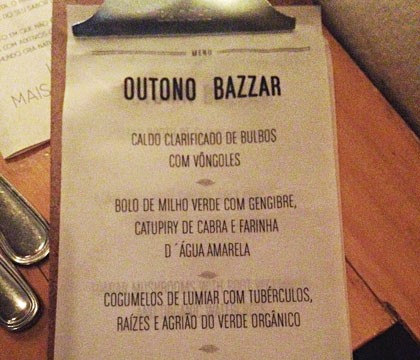 MENU
OUTONO BAZZAR
CALDO CLARIFICADO DE BULBOS
COM VÔNGOLES
BOLO DE MILHO VERDE COM GENGIBRE,
CATUPIRY DE CABRA E FARINHA
D´ÁGUA AMARELA
COGUMELOS DE LUMIAR COM TUBÉRCULOS,
RAÍZES E AGRIÃO DO VERDE ORGÂNICO
MAIS